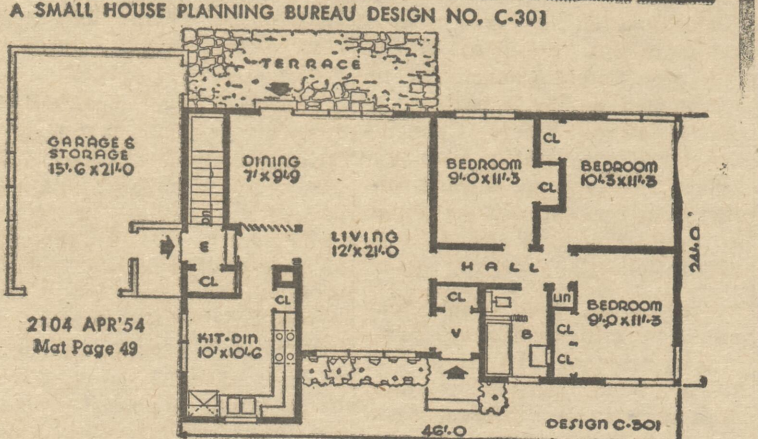 A SMALL HOUSE PLANNING BUREAU DESIGN NO. C-301
TERRACE
GARAGE &
STORAGE
15'-6 x 21'-0
DINING
7' x 9'-9
BEDROOM
9'-0 x 11'-3
CL
CL
BEDROOM
10'-3 x 11'-3
DN
E
CL
LIVING
12' x 21'-0
HALL
24'-0"
CL
CL
V
B
LIN
CL
CL
BEDROOM
9'-0 x 11'-3
2104 APR'54
Mat Page 49
KIT-DIN
10' x 10'-6
46'-0
DESIGN C-301